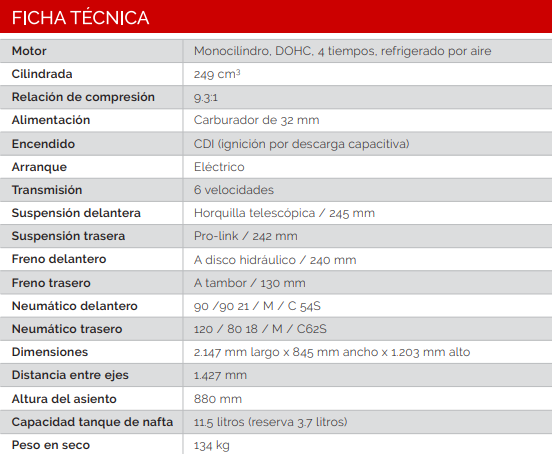 FICHA TÉCNICA
Motor Monocilindro, DOHC, 4 tiempos, refrigerado por aire
Cilindrada 249 cm³
Relación de compresión 9.3:1
Alimentación Carburador de 32 mm
Encendido CDI (ignición por descarga capacitiva)
Arranque Eléctrico
Transmisión 6 velocidades
Suspensión delantera Horquilla telescópica / 245 mm
Suspensión trasera Pro-link / 242 mm
Freno delantero A disco hidráulico / 240 mm
Freno trasero A tambor / 130 mm
Neumático delantero 90 /90 21 / M / C 54S
Neumático trasero 120 / 80 18 / M / C62S
Dimensiones 2.147 mm largo x 845 mm ancho x 1.203 mm alto
Distancia entre ejes 1.427 mm
Altura del asiento 880 mm
Capacidad tanque de nafta 11.5 litros (reserva 3.7 litros)
Peso en seco 134 kg